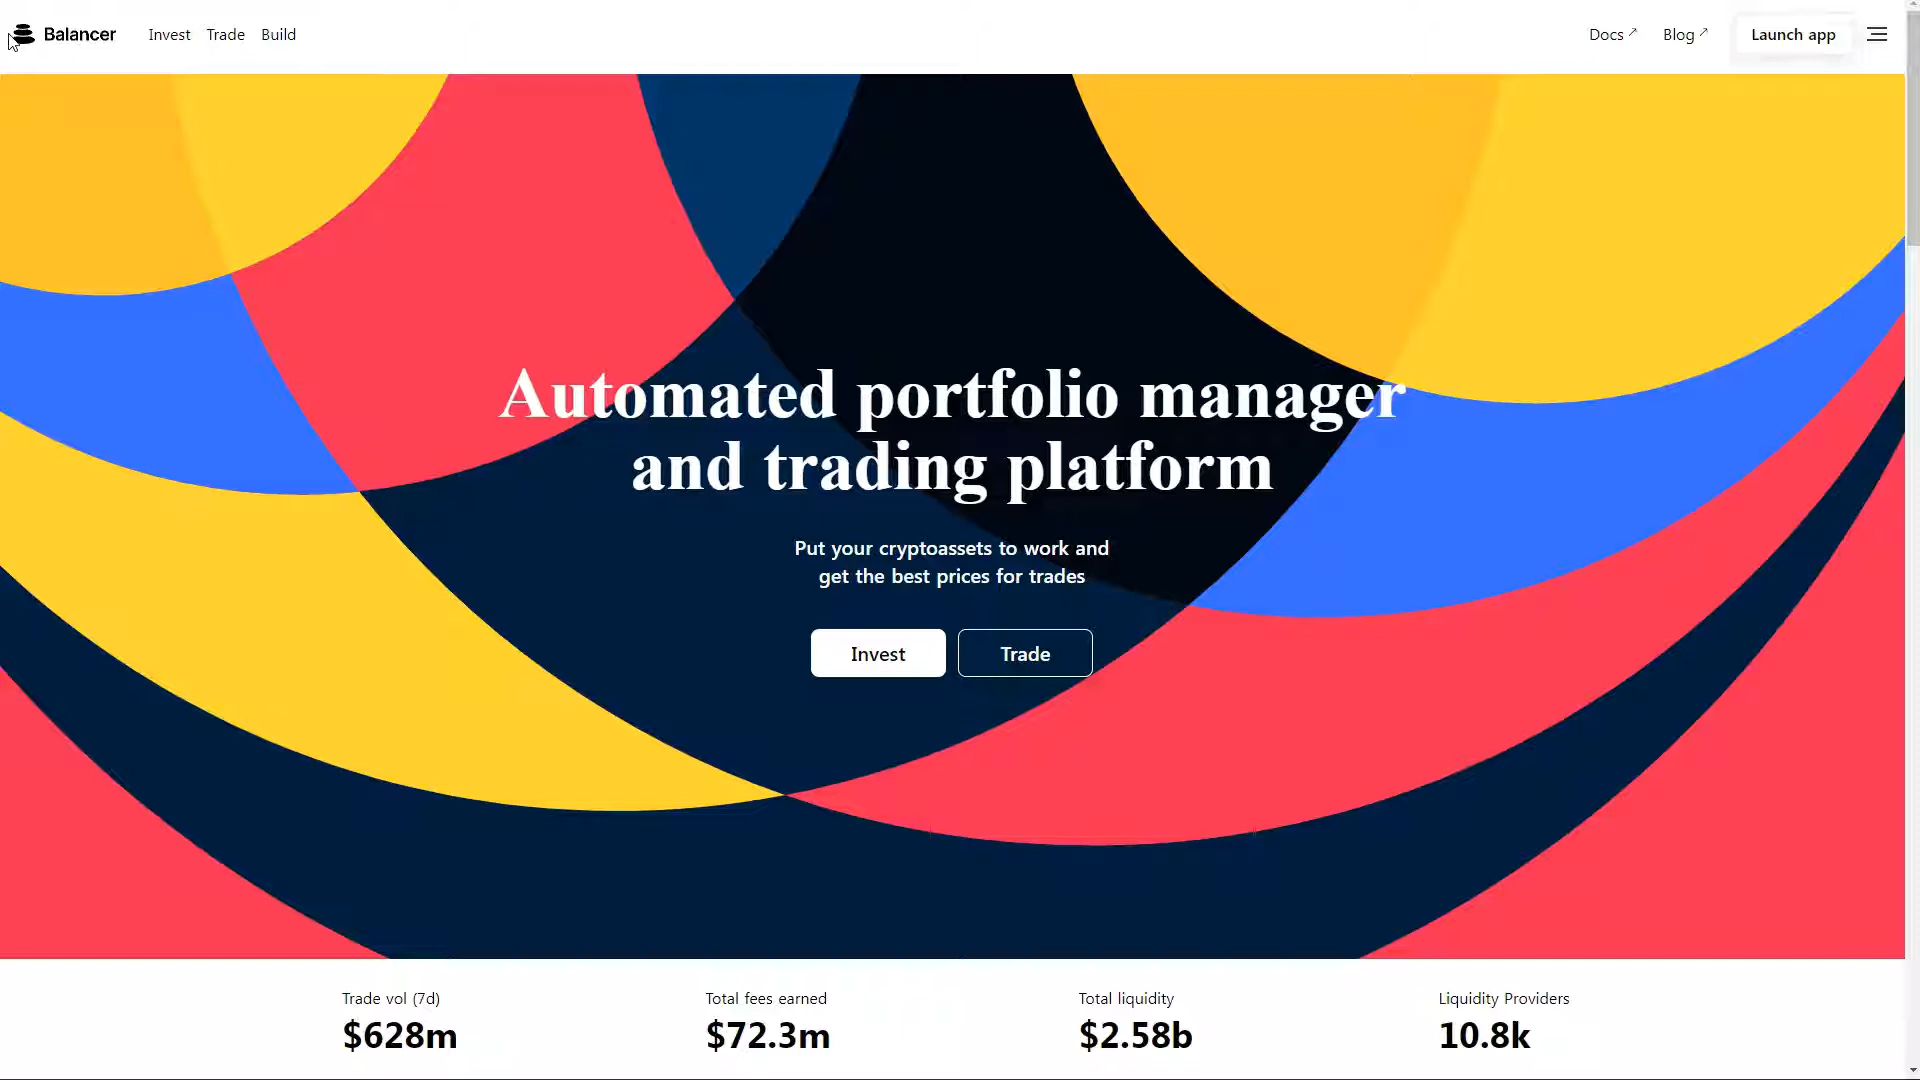 Balancer
Invest
Trade
Build
Docs ↗
Blog ↗
Launch app
Automated portfolio manager
and trading platform
Put your cryptoassets to work and
get the best prices for trades
Invest
Trade
Trade vol (7d)
$628m
Total fees earned
$72.3m
Total liquidity
$2.58b
Liquidity Providers
10.8k